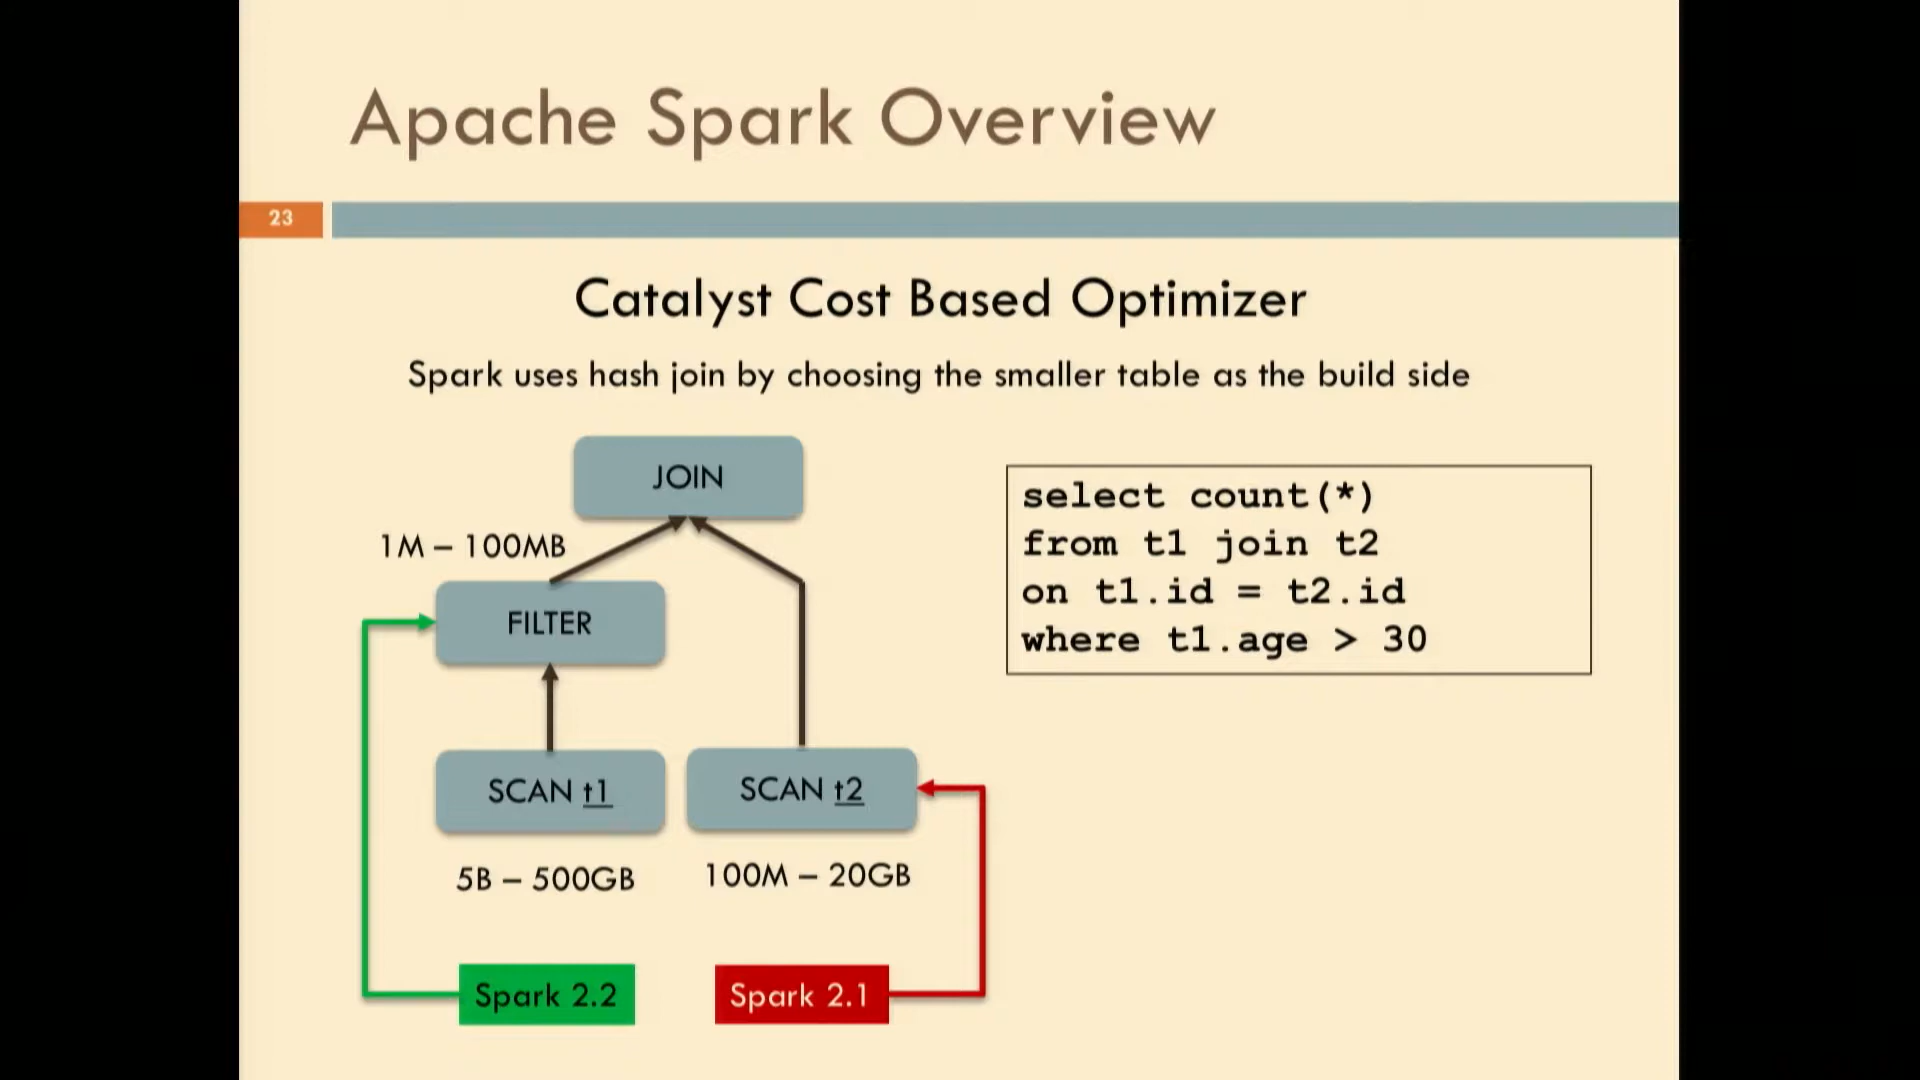 Apache Spark Overview
23
Catalyst Cost Based Optimizer
Spark uses hash join by choosing the smaller table as the build side
JOIN
1M – 100MB
FILTER
SCAN t1
SCAN t2
5B – 500GB
100M – 20GB
Spark 2.2
Spark 2.1
select count(*)
from t1 join t2
on t1.id = t2.id
where t1.age > 30